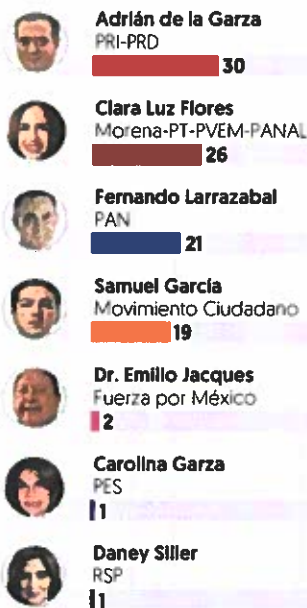 Adrián de la Garza
PRI-PRD
30
Clara Luz Flores
Morena-PT-PVEM-PANAL
26
Fernando Larrazabal
PAN
21
Samuel García
Movimiento Ciudadano
19
Dr. Emilio Jacques
Fuerza por México
2
Carolina Garza
PES
1
Daney Siller
RSP
1